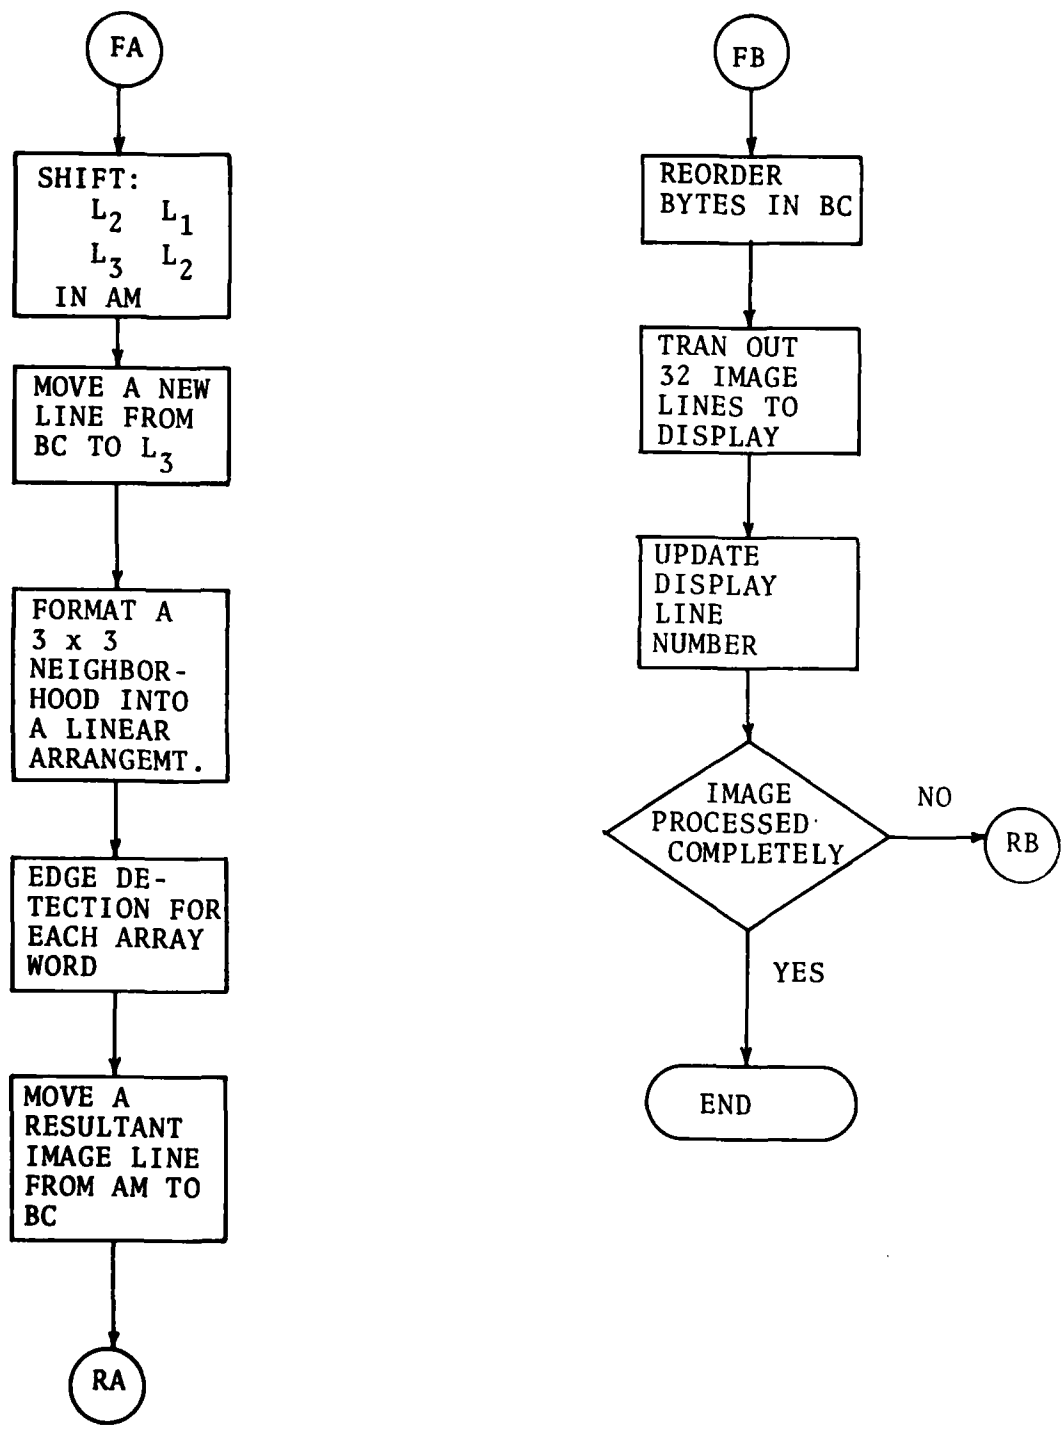 FA
SHIFT:
L2 L1
L3 L2
IN AM
MOVE A NEW
LINE FROM
BC TO L3
FORMAT A
3 x 3
NEIGHBOR-
HOOD INTO
A LINEAR
ARRANGEMT.
EDGE DE-
TECTION FOR
EACH ARRAY
WORD
MOVE A
RESULTANT
IMAGE LINE
FROM AM TO
BC
RA
FB
REORDER
BYTES IN BC
TRAN OUT
32 IMAGE
LINES TO
DISPLAY
UPDATE
DISPLAY
LINE
NUMBER
IMAGE
PROCESSED
COMPLETELY
NO
RB
YES
END